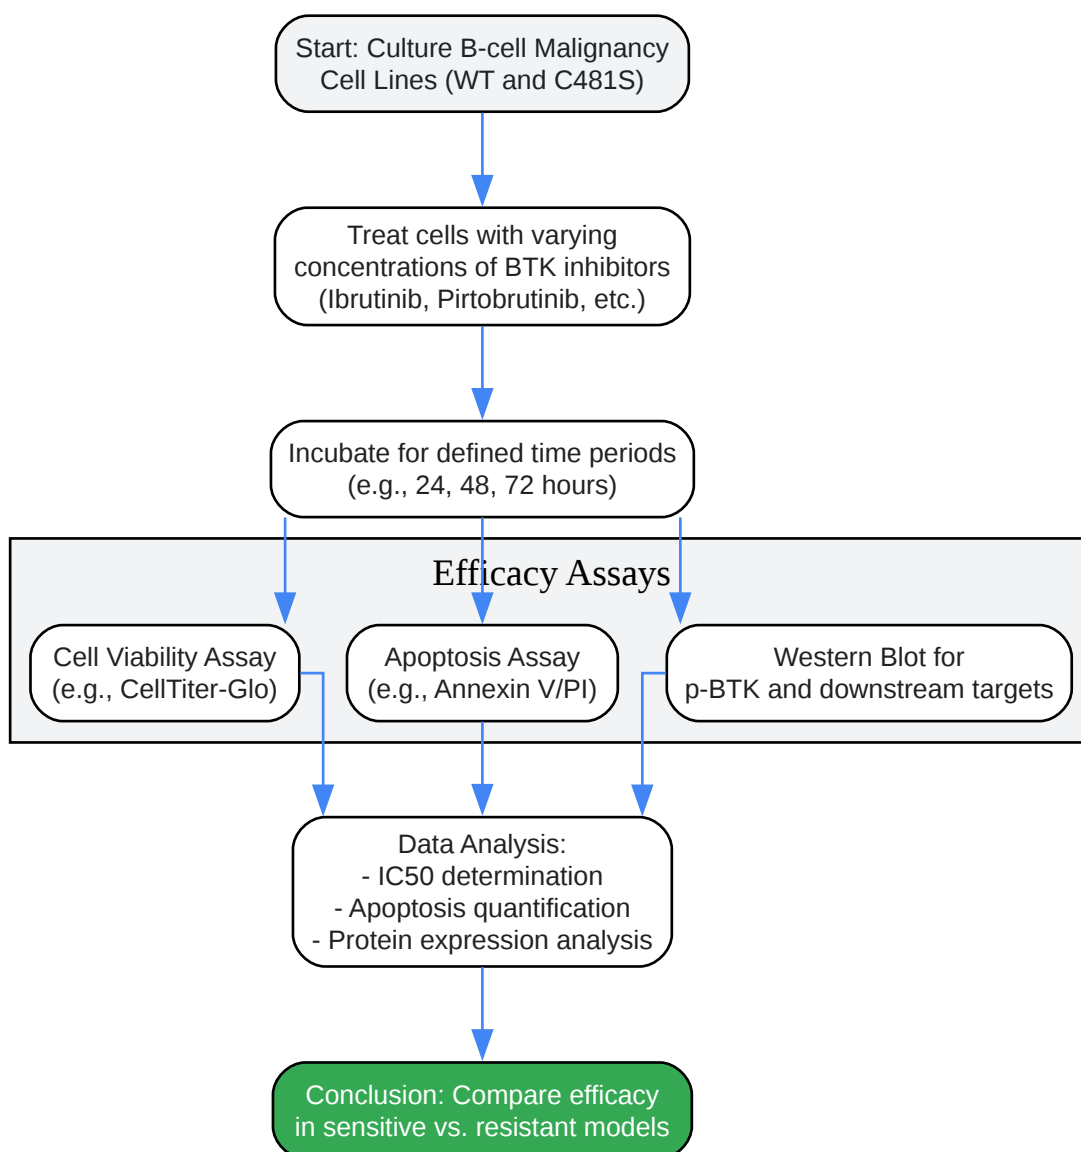 Start: Culture B-cell Malignancy
Cell Lines (WT and C481S)
Treat cells with varying
concentrations of BTK inhibitors
(Ibrutinib, Pirtobrutinib, etc.)
Incubate for defined time periods
(e.g., 24, 48, 72 hours)
Efficacy Assays
Cell Viability Assay
(e.g., CellTiter-Glo)
Apoptosis Assay
(e.g., Annexin V/PI)
Western Blot for
p-BTK and downstream targets
Data Analysis:
- IC50 determination
- Apoptosis quantification
- Protein expression analysis
Conclusion: Compare efficacy
in sensitive vs. resistant models